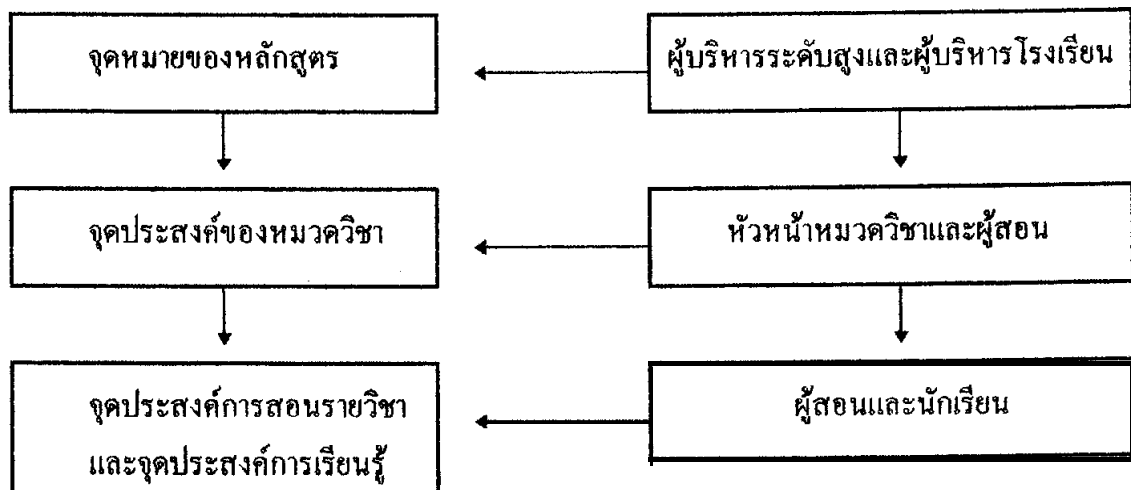 จุดหมายของหลักสูตร
ผู้บริหารระดับสูงและผู้บริหารโรงเรียน
จุดประสงค์ของหมวดวิชา
หัวหน้าหมวดวิชาและผู้สอน
จุดประสงค์การสอนรายวิชา
และจุดประสงค์การเรียนรู้
ผู้สอนและนักเรียน